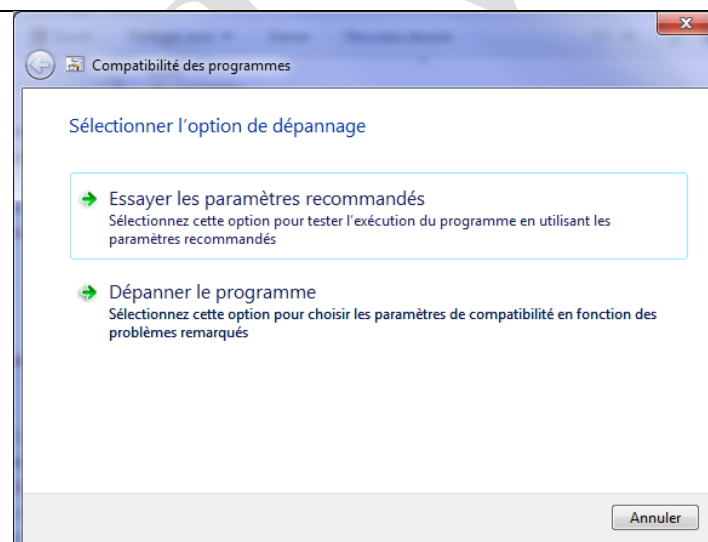 Compatibilité des programmes
Sélectionner l'option de dépannage
Essayer les paramètres recommandés
Sélectionnez cette option pour tester l'exécution du programme en utilisant les
paramètres recommandés
Dépanner le programme
Sélectionnez cette option pour choisir les paramètres de compatibilité en fonction des
problèmes remarqués
Annuler